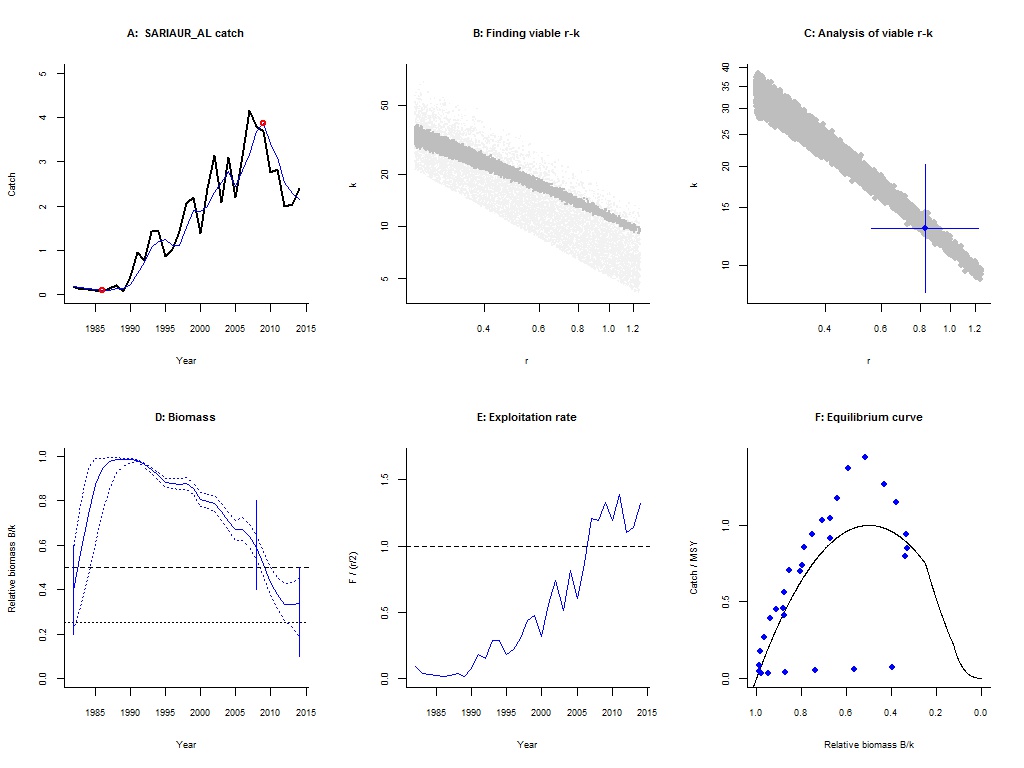 A: SARIAUR_AL catch
Catch
5
4
3
2
1
0
1985 1990 1995 2000 2005 2010 2015
Year
B: Finding viable r-k
k
50
20
10
5
0.4 0.6 0.8 1.0 1.2
r
C: Analysis of viable r-k
k
40
35
30
25
20
15
10
0.4 0.6 0.8 1.0 1.2
r
D: Biomass
Relative biomass B/k
1.0
0.8
0.6
0.4
0.2
0.0
1985 1990 1995 2000 2005 2010 2015
Year
E: Exploitation rate
F / (r/2)
1.5
1.0
0.5
0.0
1985 1990 1995 2000 2005 2010 2015
Year
F: Equilibrium curve
Catch / MSY
1.0
0.5
0.0
1.0 0.8 0.6 0.4 0.2 0.0
Relative biomass B/k